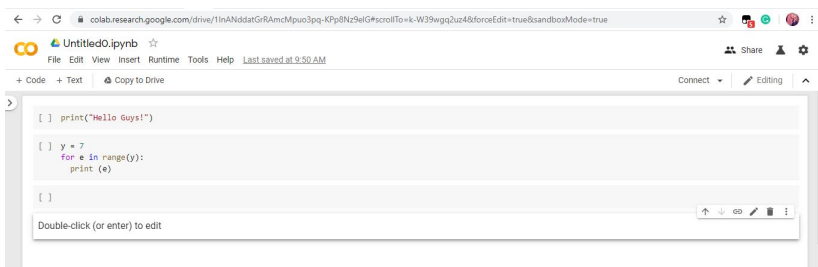 colab.research.google.com/drive/1lnANddatGrRAmcMpuo3pq-KPp8Nz9elG#scrollTo=k-W39wgq2uz4&forceEdit=true&sandboxMode=true
Untitled0.ipynb
Share
File Edit View Insert Runtime Tools Help Last saved at 9:50 AM
+ Code + Text Copy to Drive Connect Editing
[ ] print("Hello Guys!")
[ ] y = 7
for e in range(y):
print (e)
[ ]
Double-click (or enter) to edit